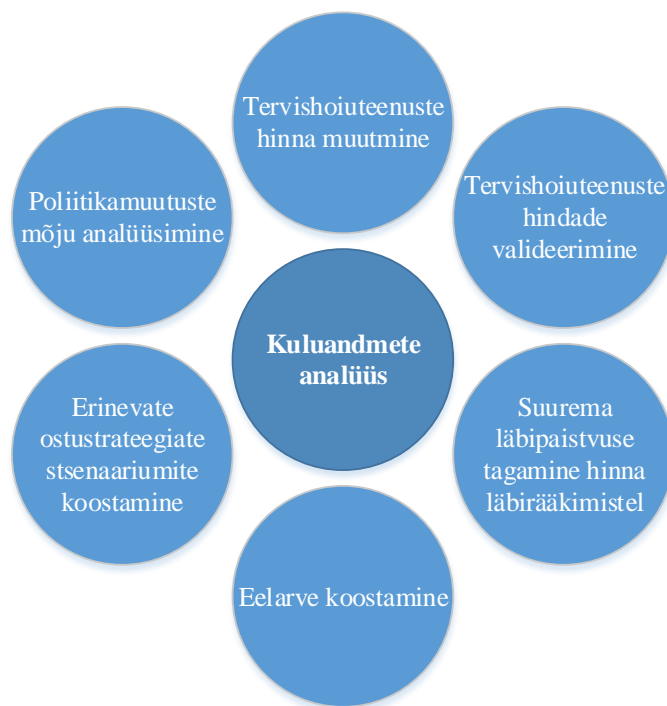 Tervishoiuteenuste
hinna muutmine
Poliitikamuutuste
mõju analüüsimine
Tervishoiuteenuste
hindade
valideerimine
Kuluandmete
analüüs
Erinevate
ostustrateegiate
stsenaariumite
koostamine
Suurema
läbipaistvuse
tagamine hinna
läbirääkimistel
Eelarve koostamine